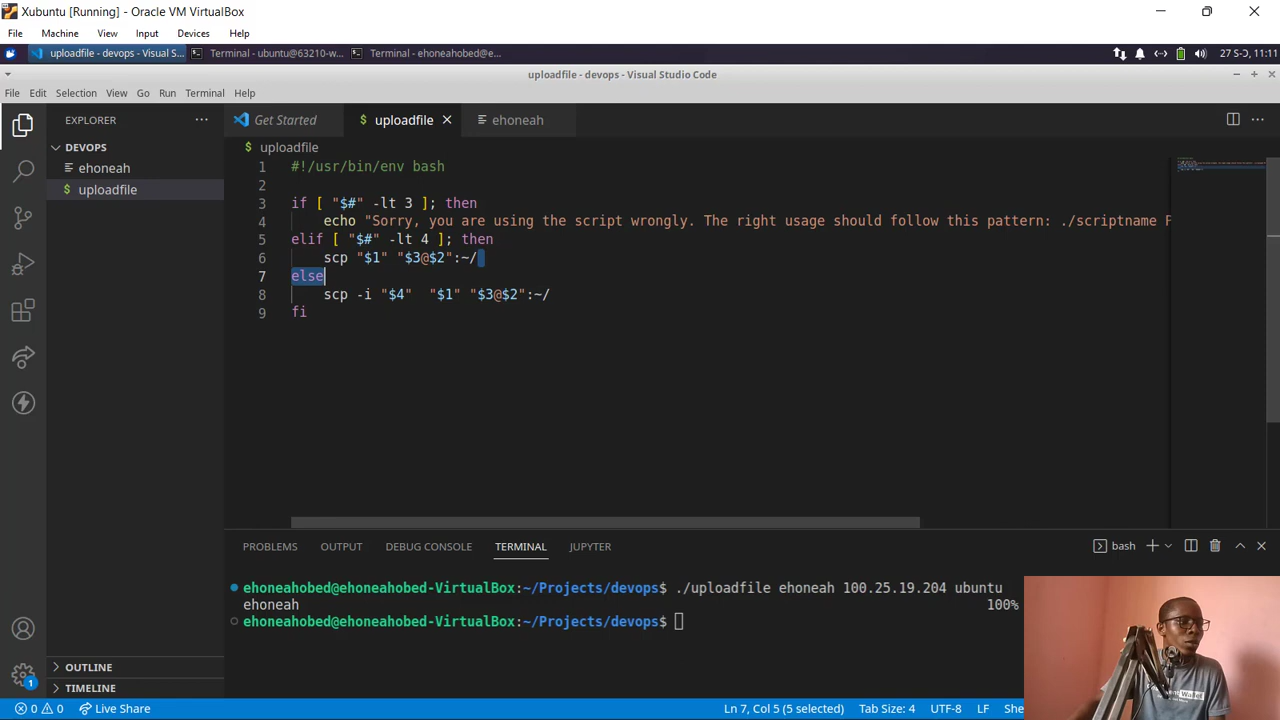 Xubuntu [Running] - Oracle VM VirtualBox
File Machine View Input Devices Help
uploadfile - devops - Visual S... Terminal - ubuntu@63210-w... Terminal - ehoneahobed@e... 11:11
uploadfile - devops - Visual Studio Code
File Edit Selection View Go Run Terminal Help
EXPLORER ... Get Started $ uploadfile ehoneah
DEVOPS
ehoneah
$ uploadfile
$ uploadfile
1 #!/usr/bin/env bash
2
3 if [ "$#" -lt 3 ]; then
4 echo "Sorry, you are using the script wrongly. The right usage should follow this pattern: ./scriptname F
5 elif [ "$#" -lt 4 ]; then
6 scp "$1" "$3@$2":~/
7 else
8 scp -i "$4"  "$1" "$3@$2":~/
9 fi
PROBLEMS OUTPUT DEBUG CONSOLE TERMINAL JUPYTER bash
ehoneahobed@ehoneahobed-VirtualBox:~/Projects/devops$ ./uploadfile ehoneah 100.25.19.204 ubuntu
ehoneah 100%
ehoneahobed@ehoneahobed-VirtualBox:~/Projects/devops$
OUTLINE
TIMELINE
1
0 0 Live Share Ln 7, Col 5 (5 selected) Tab Size: 4 UTF-8 LF She